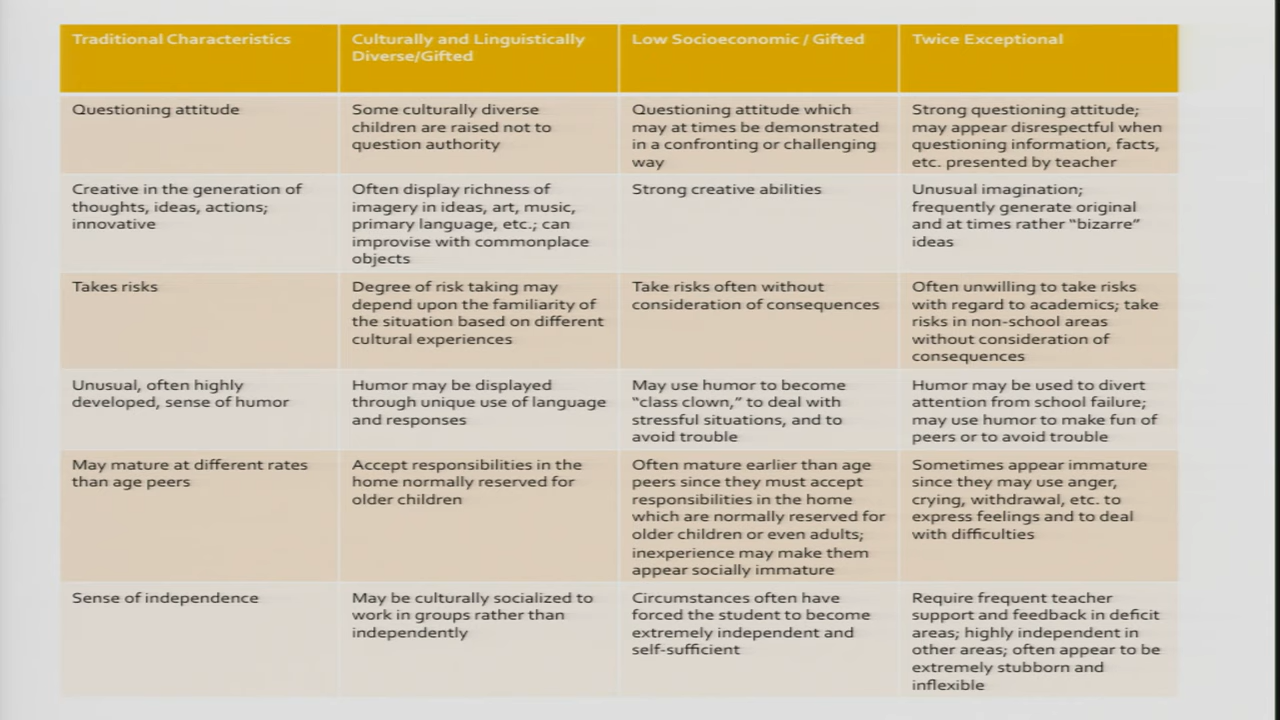 Traditional Characteristics
Culturally and Linguistically
Diverse/Gifted
Low Socioeconomic / Gifted
Twice Exceptional
Questioning attitude
Some culturally diverse
children are raised not to
question authority
Questioning attitude which
may at times be demonstrated
in a confronting or challenging
way
Strong questioning attitude;
may appear disrespectful when
questioning information, facts,
etc. presented by teacher
Creative in the generation of
thoughts, ideas, actions;
innovative
Often display richness of
imagery in ideas, art, music,
primary language, etc.; can
improvise with commonplace
objects
Strong creative abilities
Unusual imagination;
frequently generate original
and at times rather “bizarre”
ideas
Takes risks
Degree of risk taking may
depend upon the familiarity of
the situation based on different
cultural experiences
Take risks often without
consideration of consequences
Often unwilling to take risks
with regard to academics; take
risks in non-school areas
without consideration of
consequences
Unusual, often highly
developed, sense of humor
Humor may be displayed
through unique use of language
and responses
May use humor to become
“class clown,” to deal with
stressful situations, and to
avoid trouble
Humor may be used to divert
attention from school failure;
may use humor to make fun of
peers or to avoid trouble
May mature at different rates
than age peers
Accept responsibilities in the
home normally reserved for
older children
Often mature earlier than age
peers since they must accept
responsibilities in the home
which are normally reserved for
older children or even adults;
inexperience may make them
appear socially immature
Sometimes appear immature
since they may use anger,
crying, withdrawal, etc. to
express feelings and to deal
with difficulties
Sense of independence
May be culturally socialized to
work in groups rather than
independently
Circumstances often have
forced the student to become
extremely independent and
self-sufficient
Require frequent teacher
support and feedback in deficit
areas; highly independent in
other areas; often appear to be
extremely stubborn and
inflexible